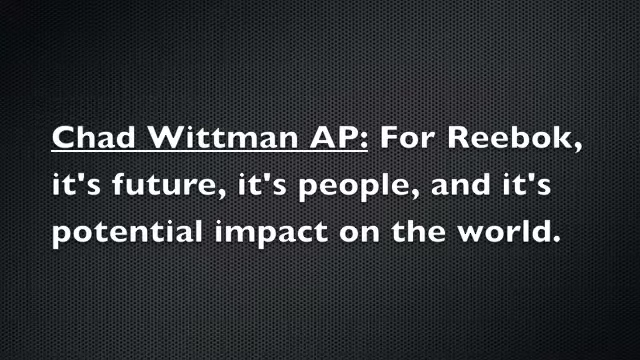 Chad Wittman AP: For Reebok,
it's future, it's people, and it's
potential impact on the world.